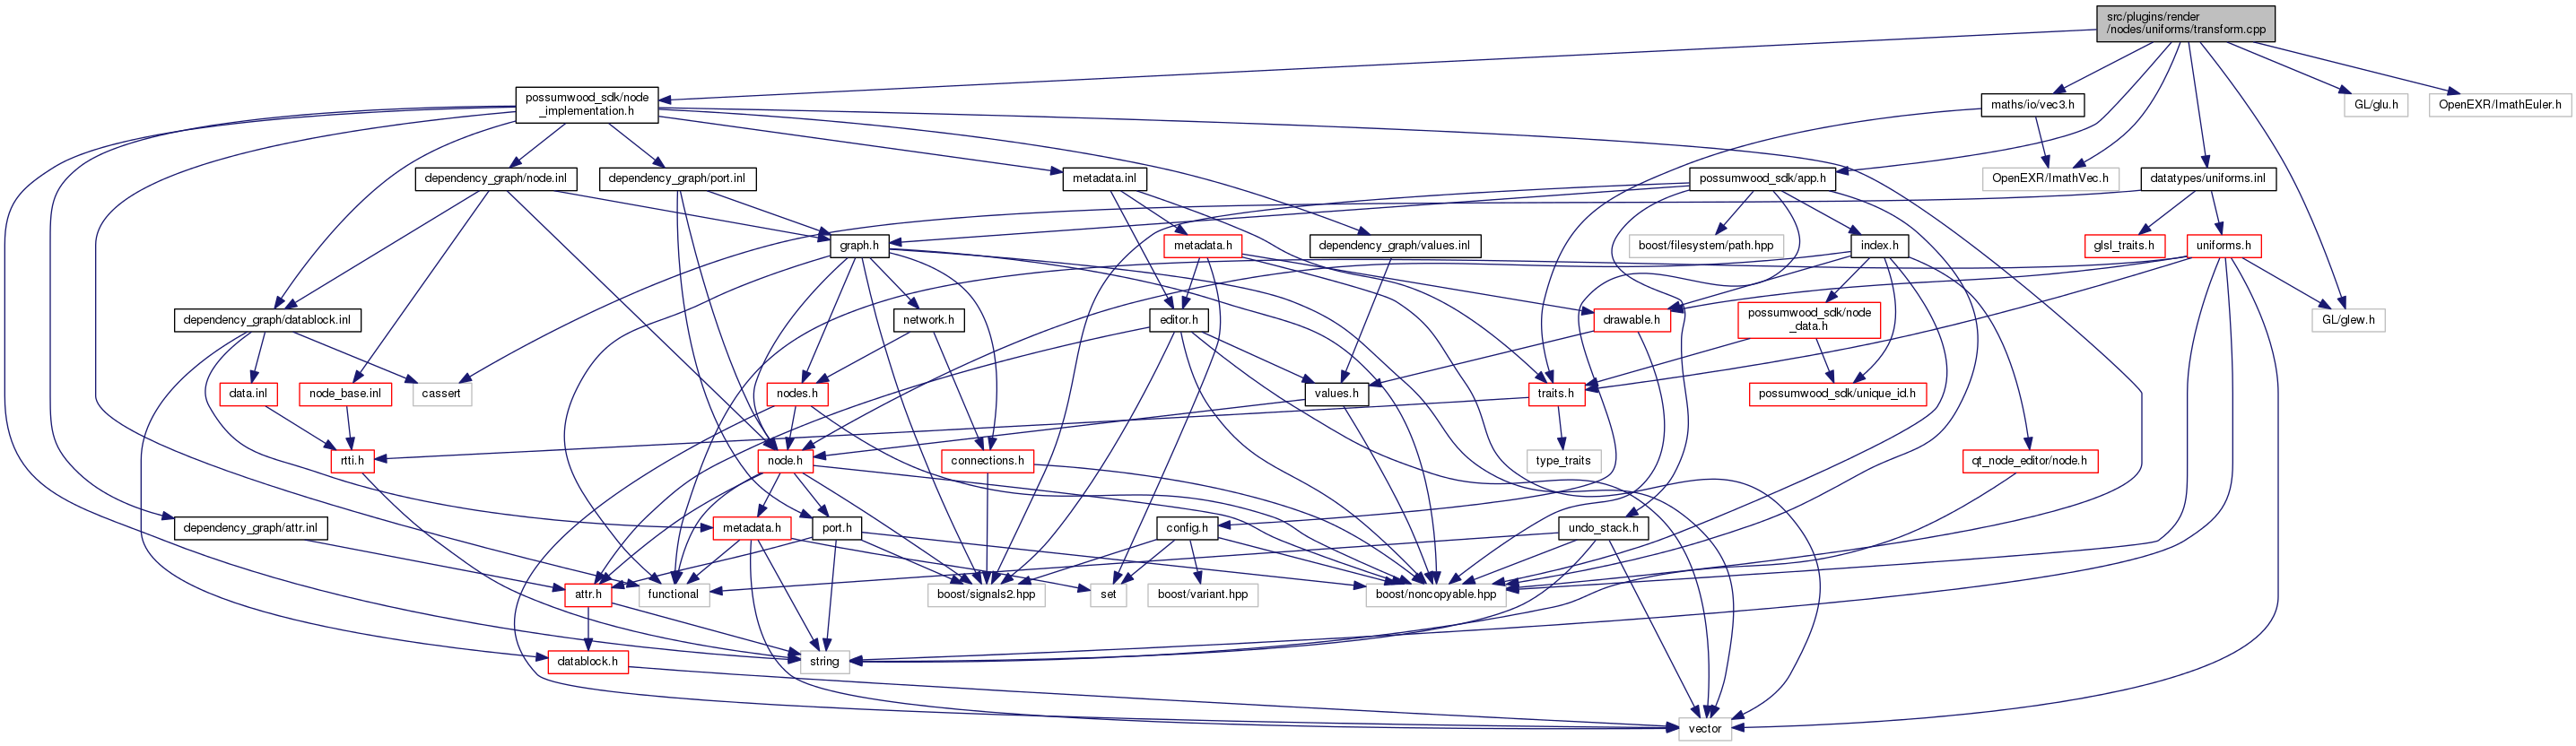 src/plugins/render
/nodes/uniforms/transform.cpp
possumwood_sdk/node
_implementation.h
maths/io/vec3.h
GL/glu.h
OpenEXR/ImathEuler.h
dependency_graph/node.inl
dependency_graph/port.inl
metadata.inl
possumwood_sdk/app.h
OpenEXR/ImathVec.h
datatypes/uniforms.inl
graph.h
metadata.h
dependency_graph/values.inl
boost/filesystem/path.hpp
index.h
glsl_traits.h
uniforms.h
dependency_graph/datablock.inl
network.h
editor.h
drawable.h
possumwood_sdk/node
_data.h
GL/glew.h
data.inl
node_base.inl
cassert
nodes.h
values.h
traits.h
possumwood_sdk/unique_id.h
rtti.h
node.h
connections.h
type_traits
qt_node_editor/node.h
dependency_graph/attr.inl
metadata.h
port.h
config.h
undo_stack.h
attr.h
functional
boost/signals2.hpp
set
boost/variant.hpp
boost/noncopyable.hpp
datablock.h
string
vector